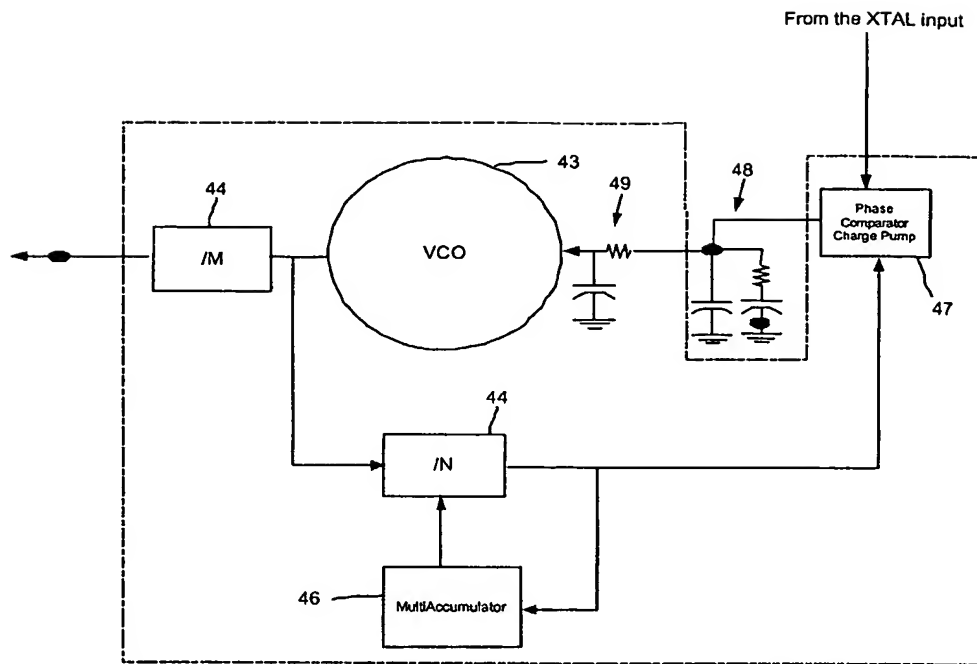 From the XTAL input
43
44
49
48
/M
VCO
Phase
Comparator
Charge Pump
47
44
/N
46
MultiAccumulator